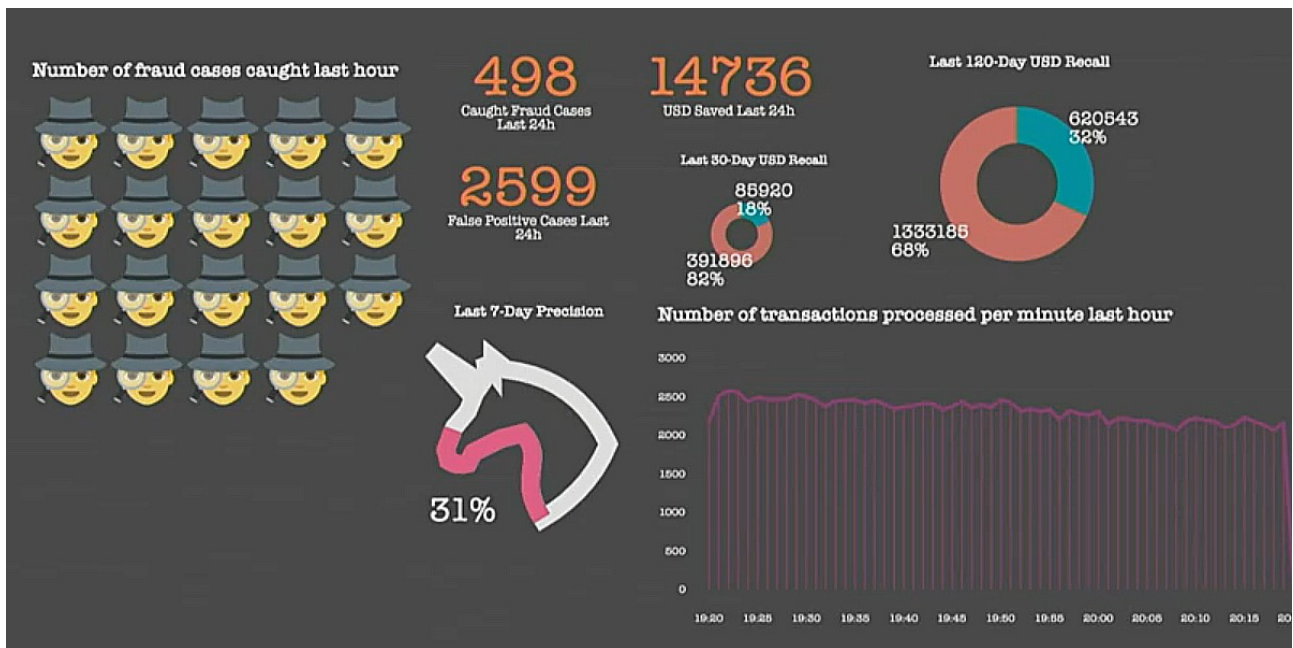 Number of fraud cases caught last hour
498
Caught Fraud Cases
Last 24h
2599
False Positive Cases Last
24h
14736
USD Saved Last 24h
Last 30-Day USD Recall
85920
18%
391896
82%
Last 120-Day USD Recall
620543
32%
1333185
68%
Last 7-Day Precision
31%
Number of transactions processed per minute last hour
3000
2500
2000
1500
1000
500
0
19:20 19:25 19:30 19:35 19:40 19:45 19:50 19:55 20:00 20:05 20:10 20:15 20